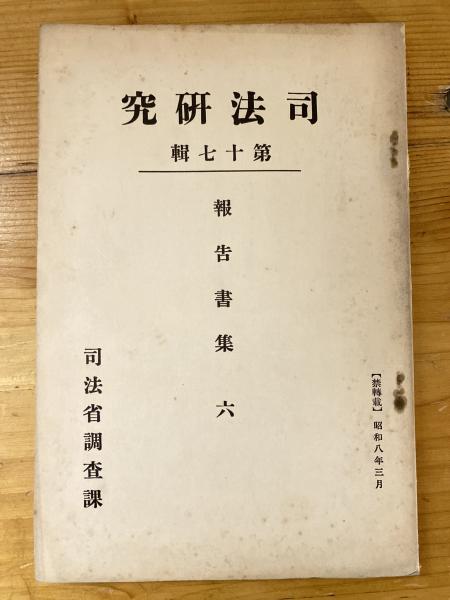 司法研究
第十七輯
報告書集 六
司法省調査課
【禁轉載】 昭和八年三月